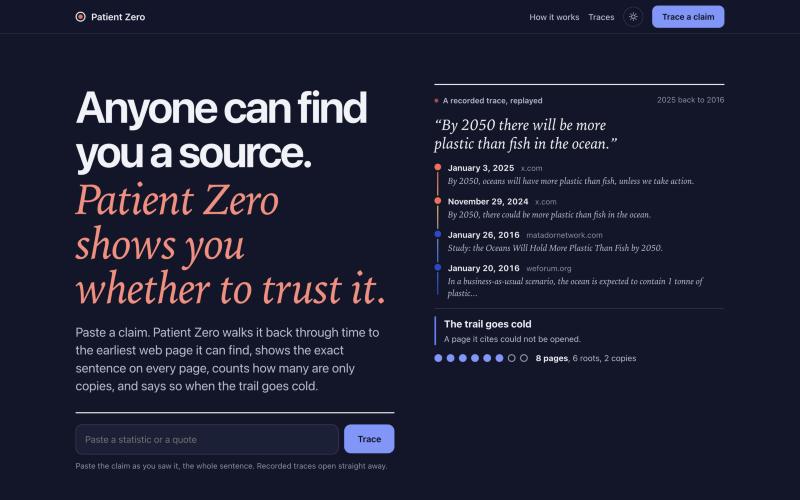 Patient Zero
How it works
Traces
Trace a claim
Anyone can find
you a source.
Patient Zero
shows you
whether to trust it.
Paste a claim. Patient Zero walks it back through time to
the earliest web page it can find, shows the exact
sentence on every page, counts how many are only
copies, and says so when the trail goes cold.
Paste a statistic or a quote
Trace
Paste the claim as you saw it, the whole sentence. Recorded traces open straight away.
A recorded trace, replayed
2025 back to 2016
“By 2050 there will be more
plastic than fish in the ocean.”
January 3, 2025 x.com
By 2050, oceans will have more plastic than fish, unless we take action.
November 29, 2024 x.com
By 2050, there could be more plastic than fish in the ocean.
January 26, 2016 matadornetwork.com
Study: the Oceans Will Hold More Plastic Than Fish by 2050.
January 20, 2016 weforum.org
In a business-as-usual scenario, the ocean is expected to contain 1 tonne of
plastic…
The trail goes cold
A page it cites could not be opened.
8 pages, 6 roots, 2 copies